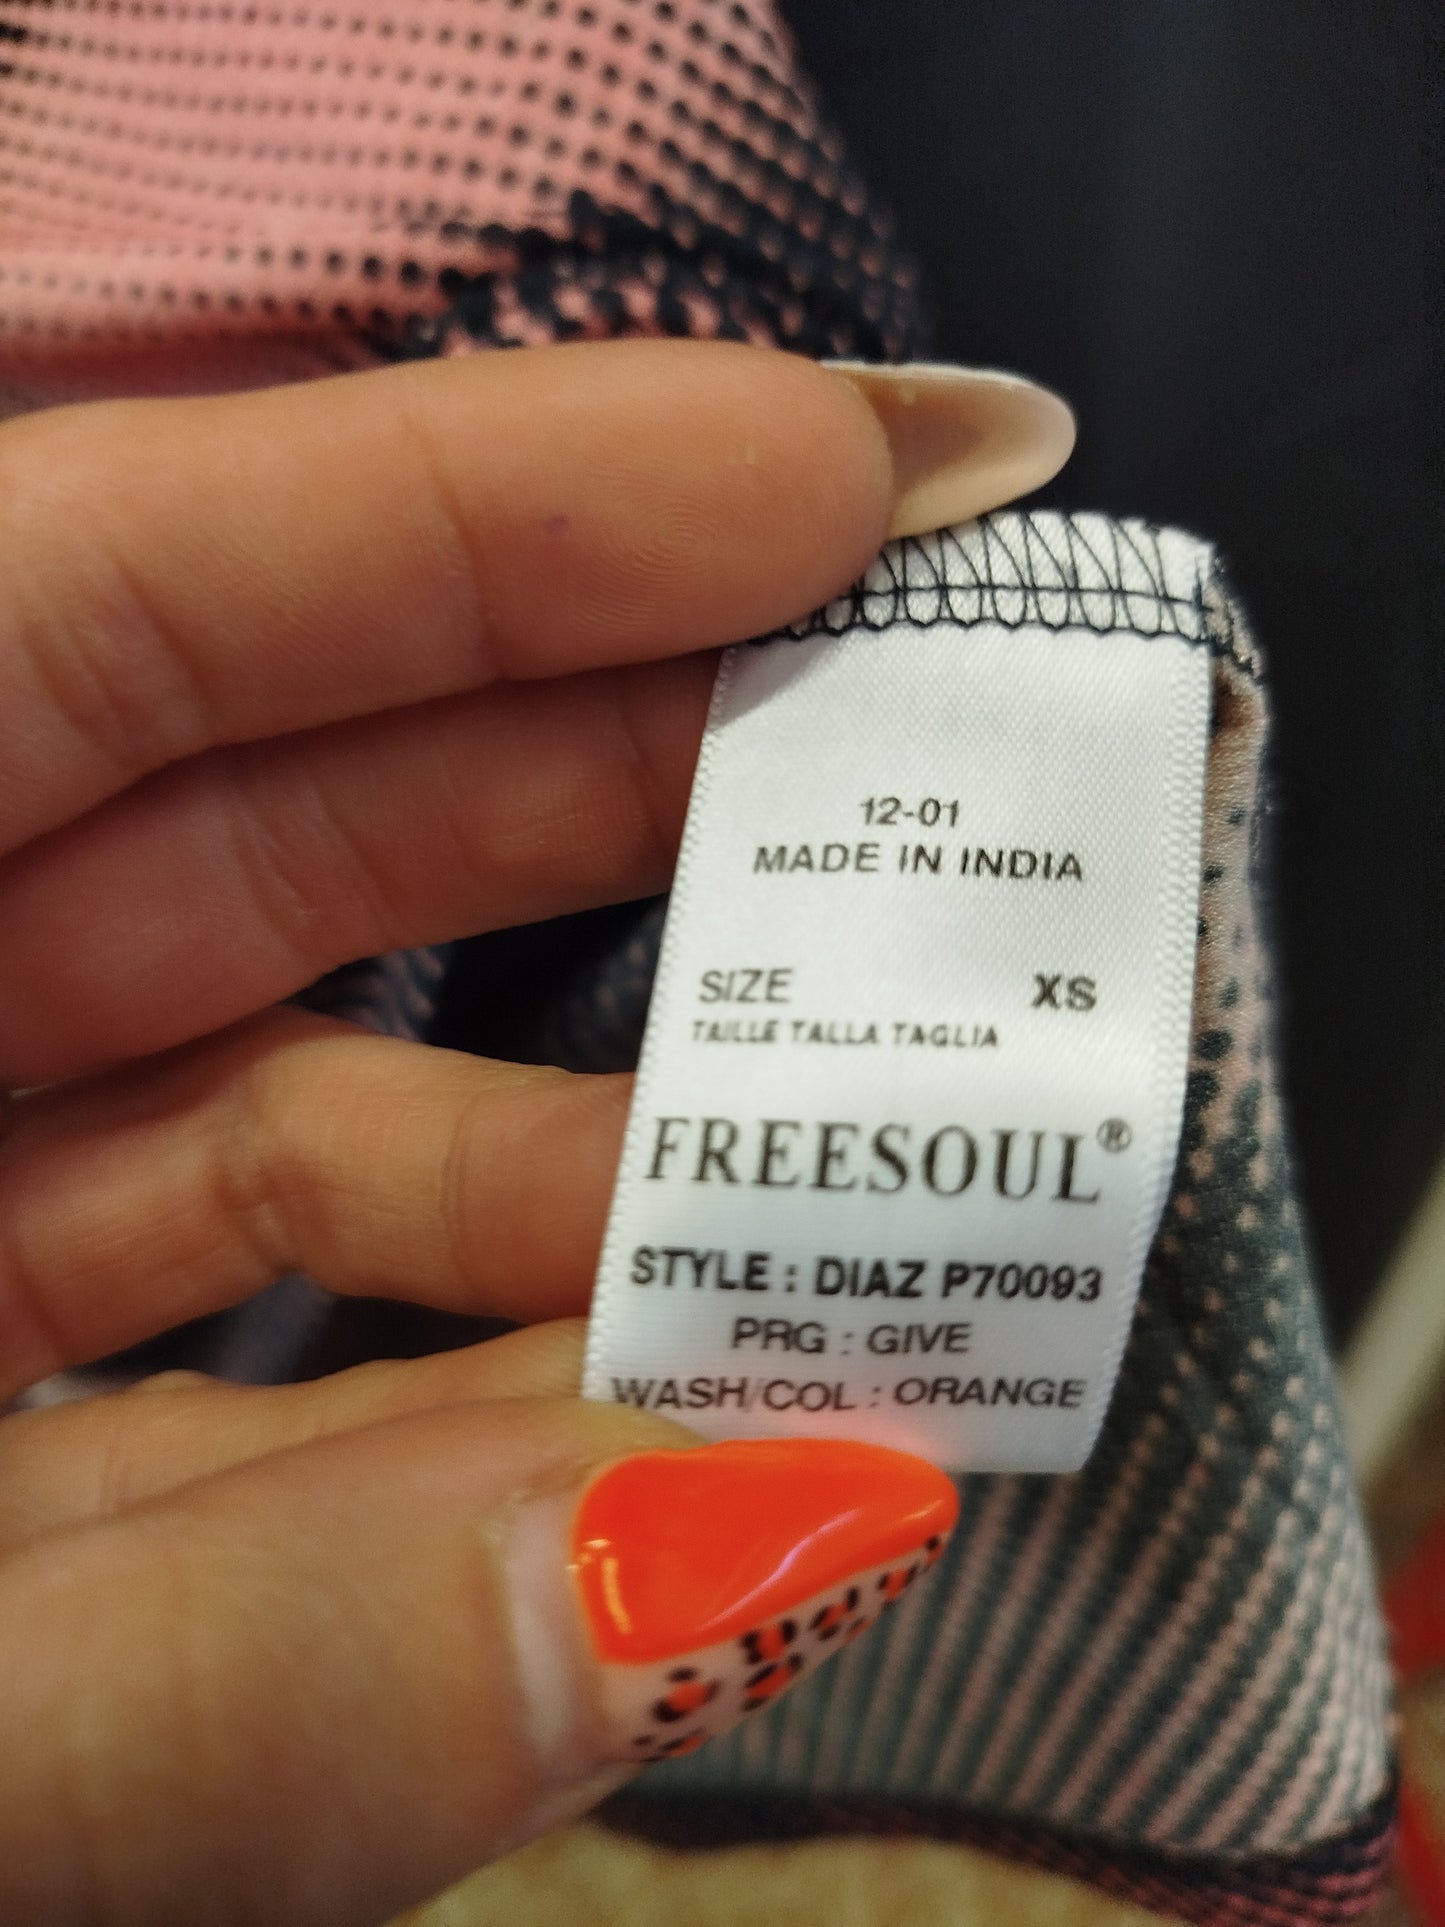 12-01
MADE IN INDIA
SIZE XS
TAILLE TALLA TAGLIA
FREESOUL®
STYLE : DIAZ P70093
PRG : GIVE
WASH/COL : ORANGE